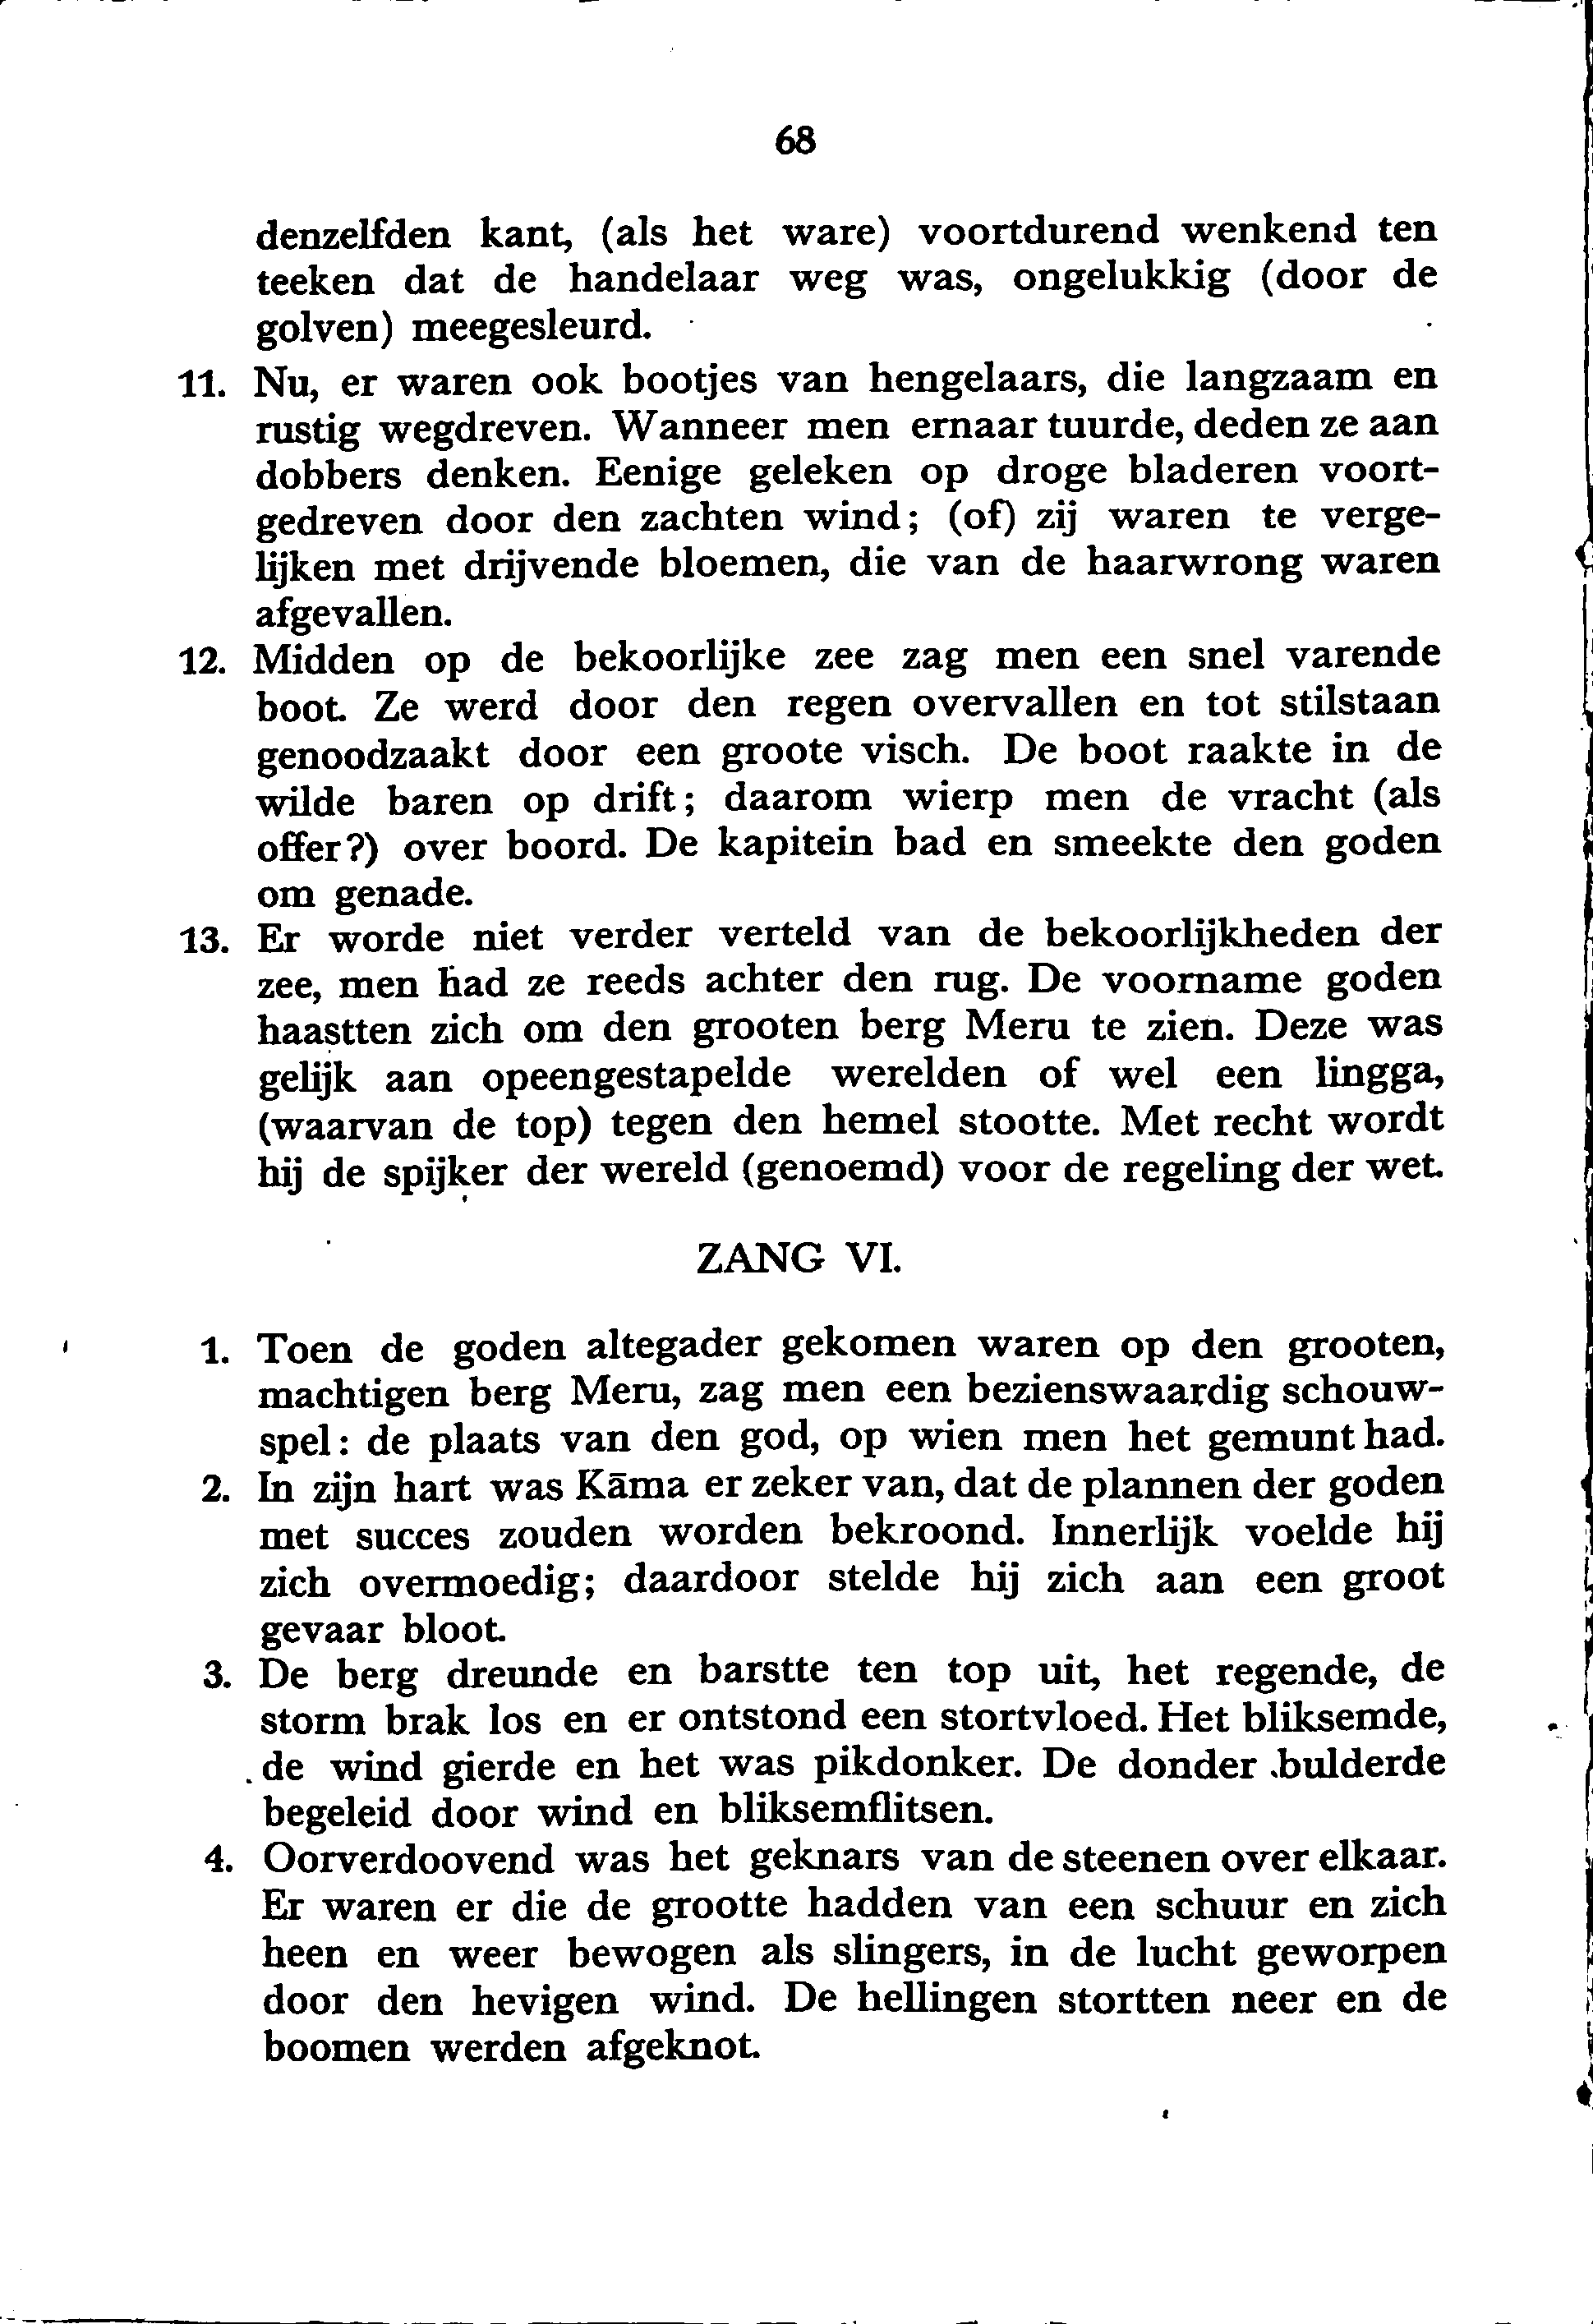 68
denzelfden kant, (als het ware) voortdurend wenkend ten
teeken dat de handelaar weg was, ongelukkig (door de
golven) meegesleurd.
11. Nu, er waren ook bootjes van hengelaars, die langzaam en
rustig wegdreven. Wanneer men ernaar tuurde, deden ze aan
dobbers denken. Eenige geleken op droge bladeren voort-
gedreven door den zachten wind; (of) zij waren te verge-
lijken met drijvende bloemen, die van de haarwrong waren
afgevallen.
12. Midden op de bekoorlijke zee zag men een snel varende
boot. Ze werd door den regen overvallen en tot stilstaan
genoodzaakt door een groote visch. De boot raakte in de
wilde baren op drift; daarom wierp men de vracht (als
offer?) over boord. De kapitein bad en smeekte den goden
om genade.
13. Er worde niet verder verteld van de bekoorlijkheden der
zee, men had ze reeds achter den rug. De voorname goden
haastten zich om den grooten berg Meru te zien. Deze was
gelijk aan opeengestapelde werelden of wel een lingga,
(waarvan de top) tegen den hemel stootte. Met recht wordt
hij de spijker der wereld (genoemd) voor de regeling der wet.
ZANG VI.
1. Toen de goden altegader gekomen waren op den grooten,
machtigen berg Meru, zag men een bezienswaardig schouw-
spel: de plaats van den god, op wien men het gemunt had.
2. In zijn hart was Kāma er zeker van, dat de plannen der goden
met succes zouden worden bekroond. Innerlijk voelde hij
zich overmoedig; daardoor stelde hij zich aan een groot
gevaar bloot.
3. De berg dreunde en barstte ten top uit, het regende, de
storm brak los en er ontstond een stortvloed. Het bliksemde,
de wind gierde en het was pikdonker. De donder bulderde
begeleid door wind en bliksemflitsen.
4. Oorverdoovend was het geknars van de steenen over elkaar.
Er waren er die de grootte hadden van een schuur en zich
heen en weer bewogen als slingers, in de lucht geworpen
door den hevigen wind. De hellingen stortten neer en de
boomen werden afgeknot.